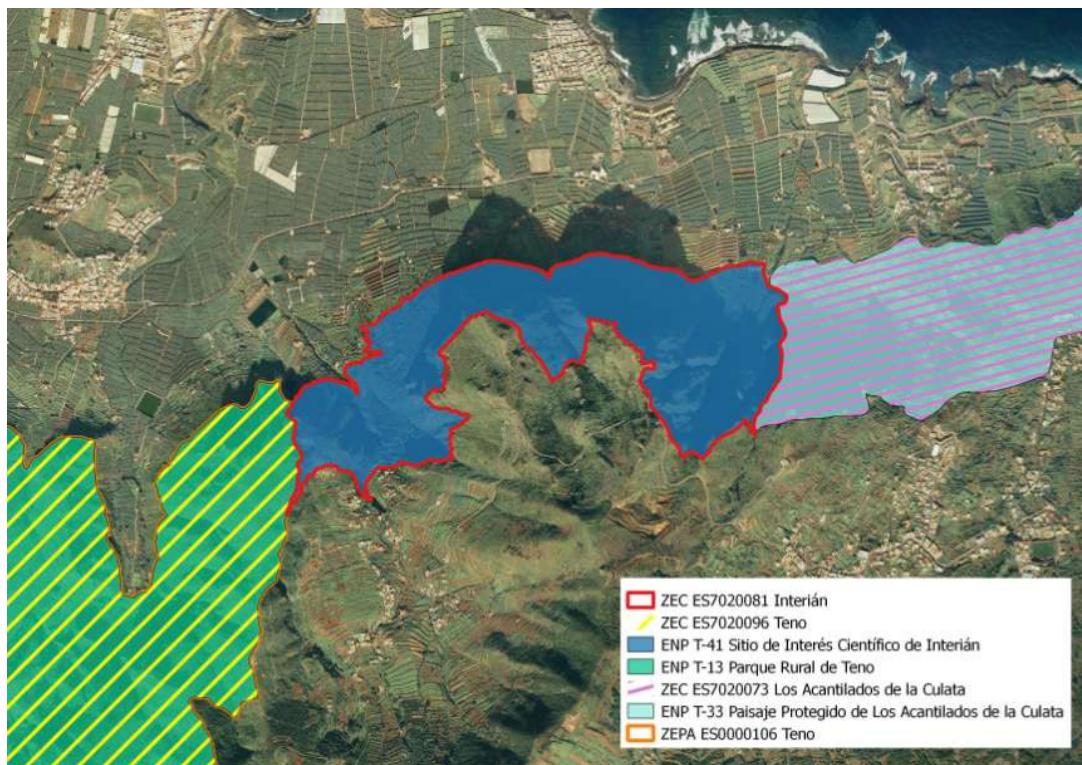 ZEC ES7020081 Interián
ZEC ES7020096 Teno
ENP T-41 Sitio de Interés Científico de Interián
ENP T-13 Parque Rural de Teno
ZEC ES7020073 Los Acantilados de la Culata
ENP T-33 Paisaje Protegido de Los Acantilados de la Culata
ZEPA ES0000106 Teno